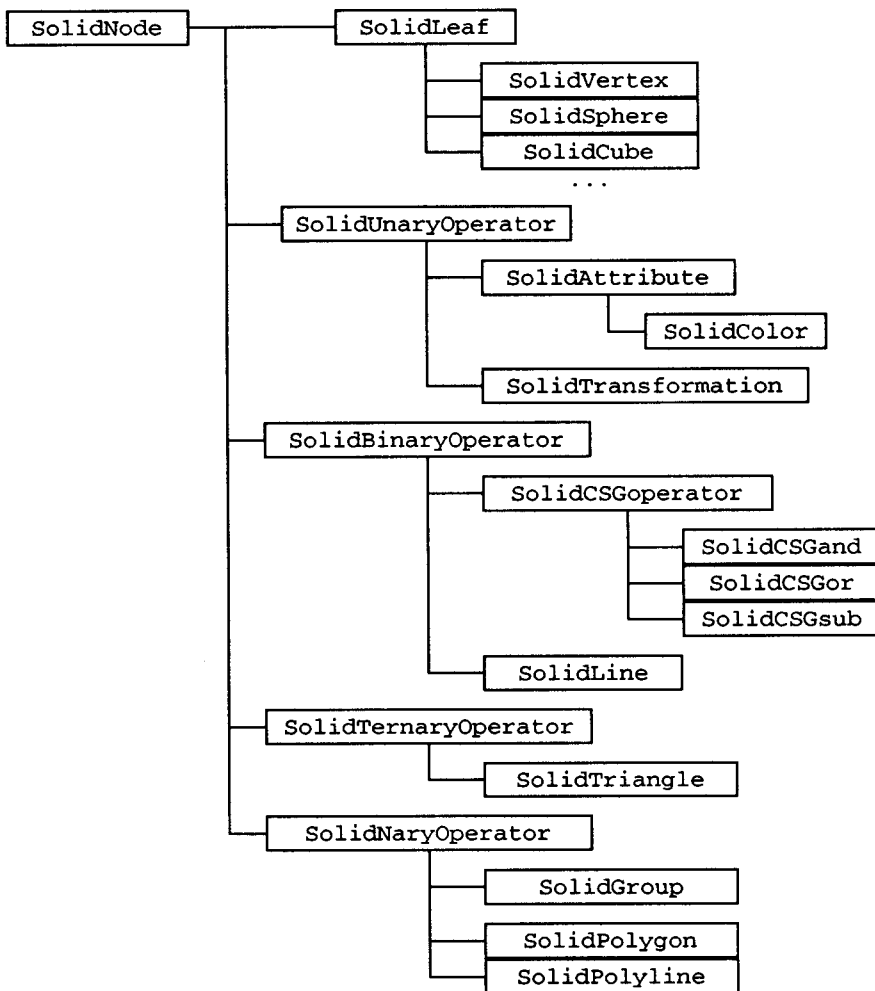 SolidNode
SolidLeaf
SolidVertex
SolidSphere
SolidCube
...
SolidUnaryOperator
SolidAttribute
SolidColor
SolidTransformation
SolidBinaryOperator
SolidCSGoperator
SolidCSGand
SolidCSGor
SolidCSGsub
SolidLine
SolidTernaryOperator
SolidTriangle
SolidNaryOperator
SolidGroup
SolidPolygon
SolidPolyline